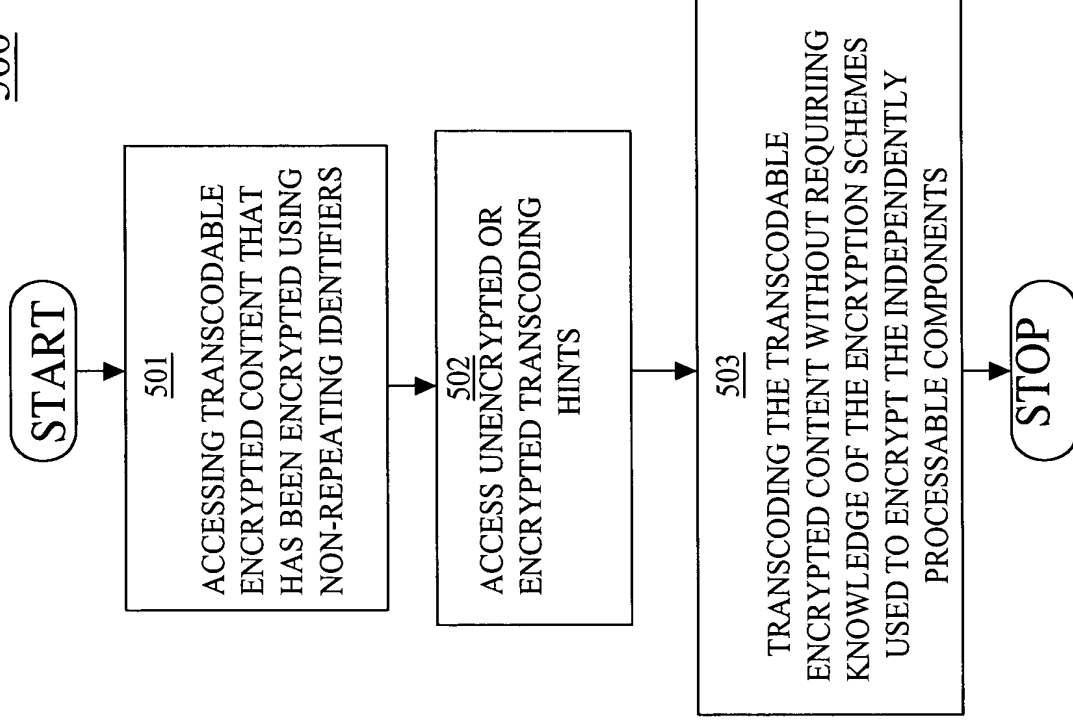 START
501
ACCESSING TRANSCODABLE
ENCRYPTED CONTENT THAT
HAS BEEN ENCRYPTED USING
NON-REPEATING IDENTIFIERS
502
ACCESS UNENCRYPTED OR
ENCRYPTED TRANSCODING
HINTS
503
TRANSCODING THE TRANSCODABLE
ENCRYPTED CONTENT WITHOUT REQUIRIING
KNOWLEDGE OF THE ENCRYPTION SCHEMES
USED TO ENCRYPT THE INDEPENDENTLY
PROCESSABLE COMPONENTS
STOP